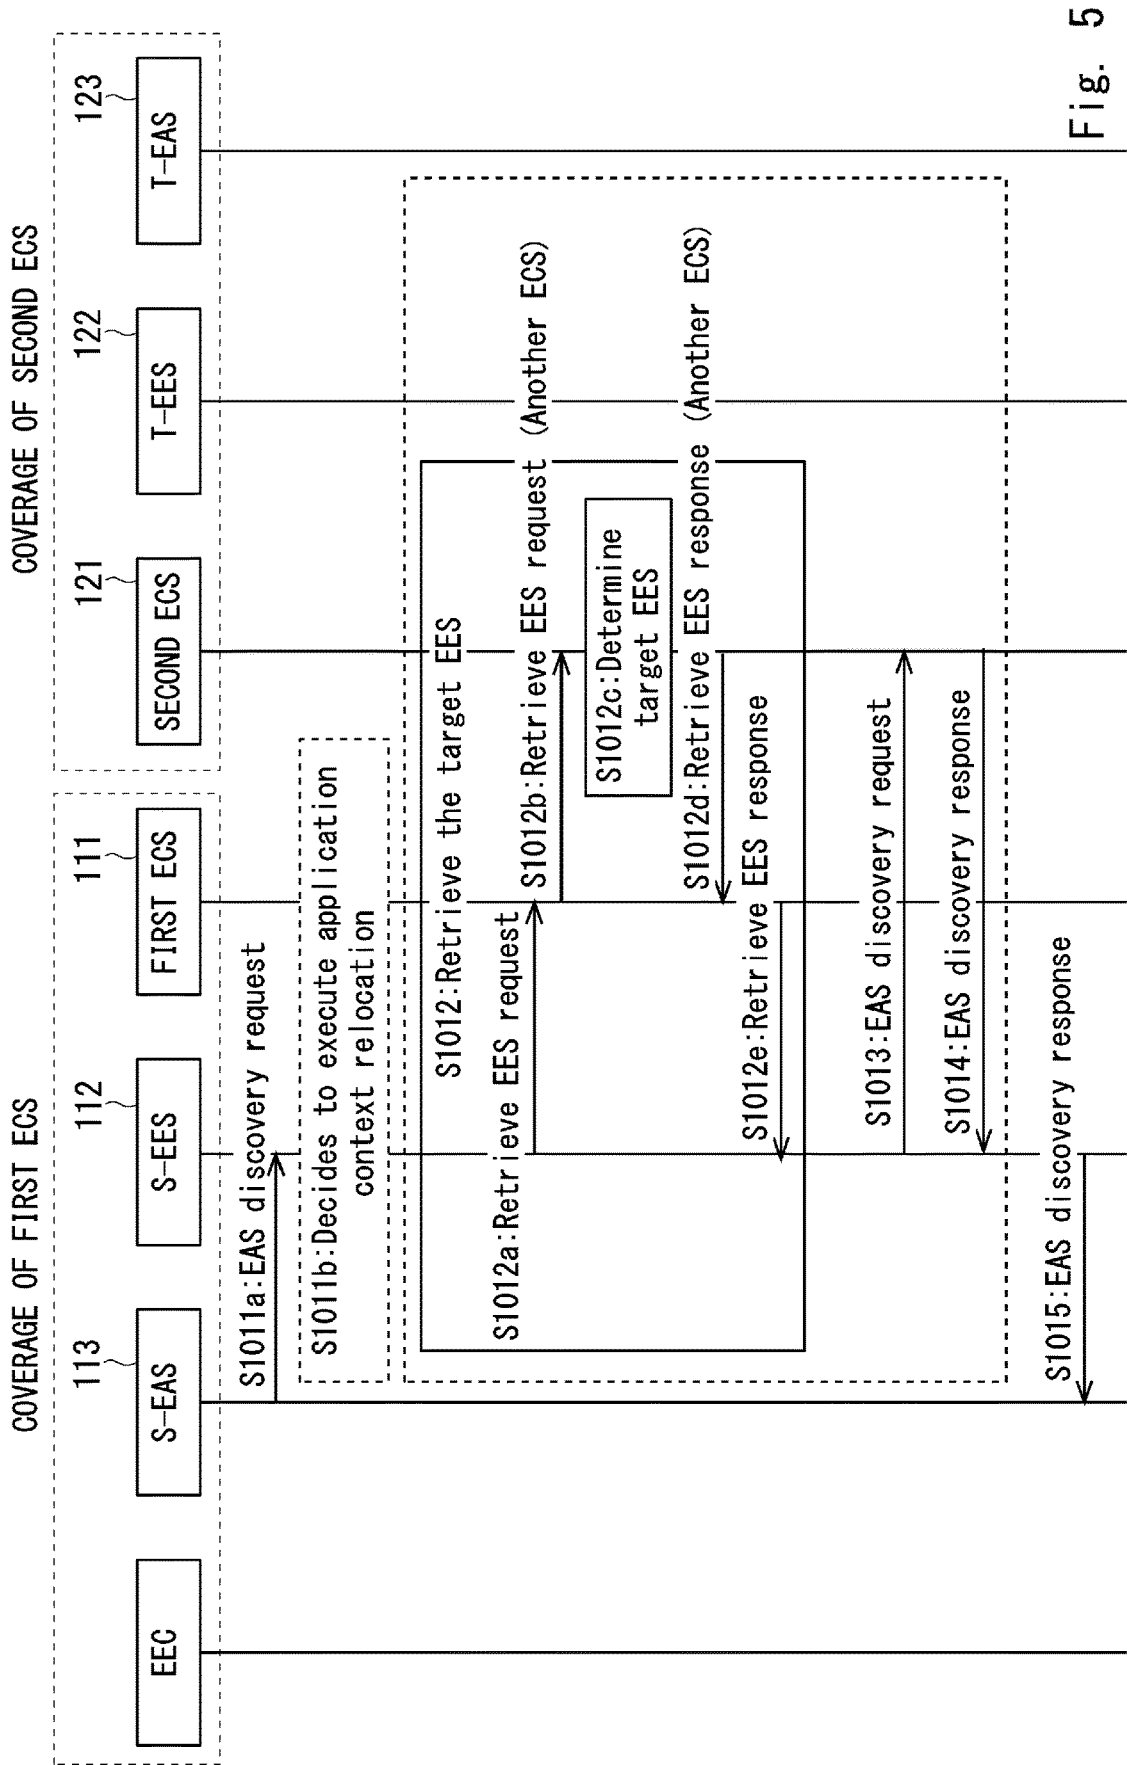 COVERAGE OF FIRST ECS
COVERAGE OF SECOND ECS
113
112
111
121
122
123
EEC
S-EAS
S-EES
FIRST ECS
SECOND ECS
T-EES
T-EAS
S1011a:EAS discovery request
S1011b:Decides to execute application
context relocation
S1012:Retrieve the target EES
S1012a:Retrieve EES request
S1012b:Retrieve EES request (Another ECS)
S1012c:Determine
target EES
S1012d:Retrieve EES response (Another ECS)
S1012e:Retrieve EES response
S1013:EAS discovery request
S1014:EAS discovery response
S1015:EAS discovery response
Fig. 5